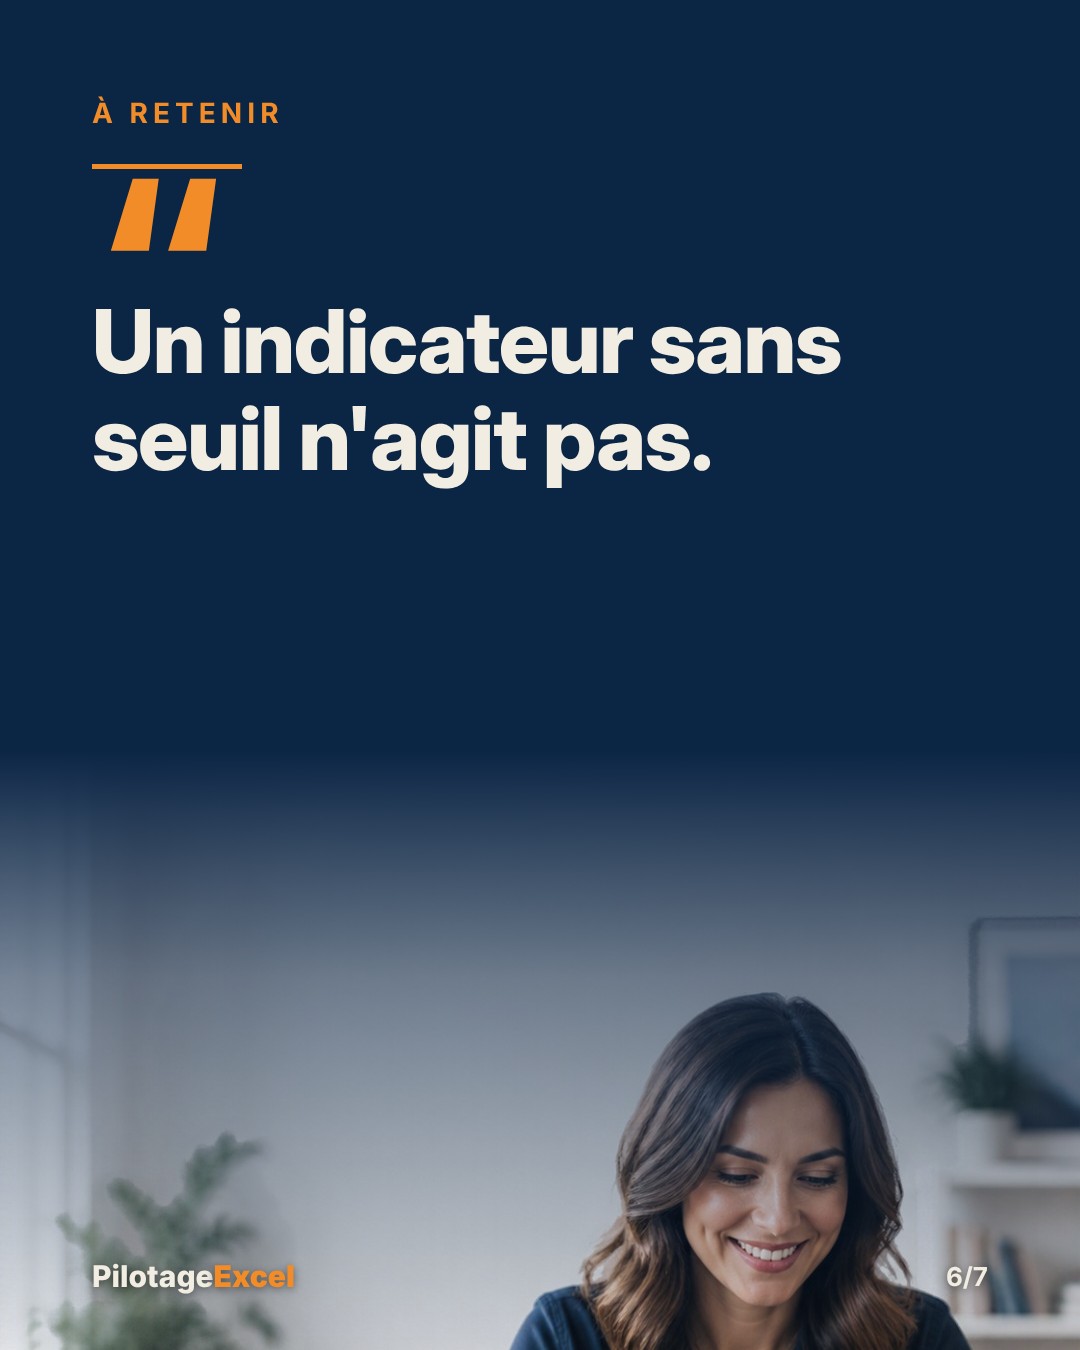 À RETENIR
"
Un indicateur sans
seuil n'agit pas.
PilotageExcel
6/7